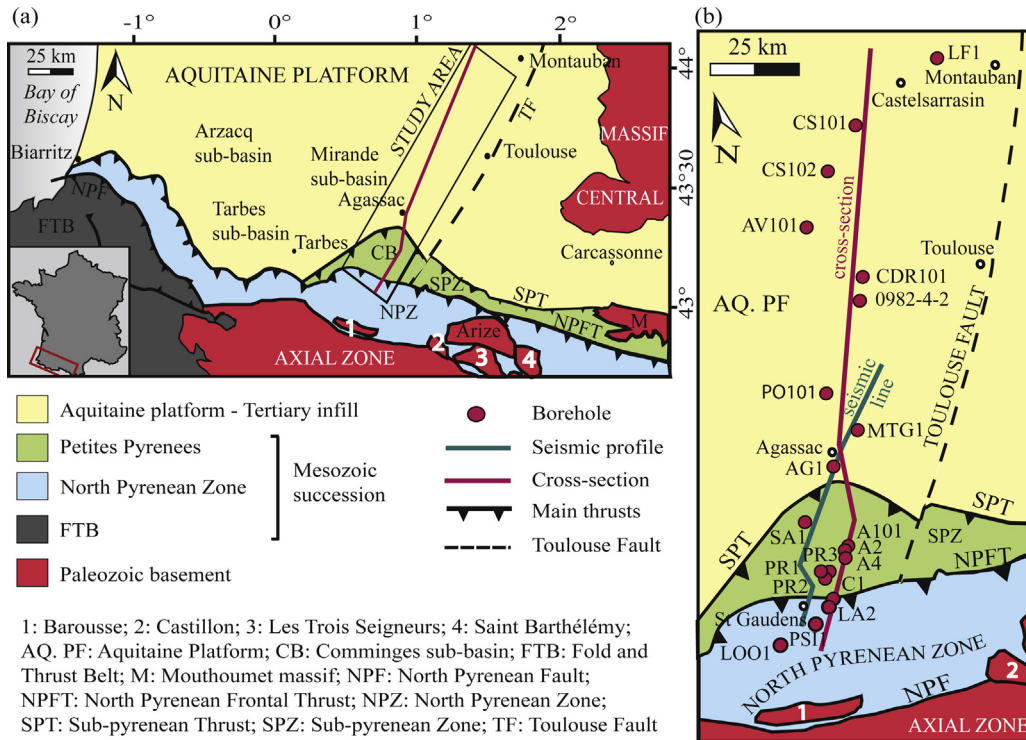 (a)
-1°
0°
1°
2°
25 km
N
Bay of
Biscay
AQUITAINE PLATFORM
STUDY AREA
Montauban
44°
TF
Arzacq
sub-basin
MASSIF
Biarritz
Mirande
sub-basin
Toulouse
CENTRAL
43°30
NPF
Agassac
FTB
Tarbes
sub-basin
Tarbes
CB
Carcassonne
SPZ
SPT
43°
NPZ
NPFT
M
1
Arize
2
3
4
AXIAL ZONE
Aquitaine platform - Tertiary infill
Petites Pyrenees
North Pyrenean Zone
FTB
Paleozoic basement
Mesozoic
succession
Borehole
Seismic profile
Cross-section
Main thrusts
Toulouse Fault
1: Barousse; 2: Castillon; 3: Les Trois Seigneurs; 4: Saint Barthélémy;
AQ. PF: Aquitaine Platform; CB: Comminges sub-basin; FTB: Fold and
Thrust Belt; M: Mouthoumet massif; NPF: North Pyrenean Fault;
NPFT: North Pyrenean Frontal Thrust; NPZ: North Pyrenean Zone;
SPT: Sub-pyrenean Thrust; SPZ: Sub-pyrenean Zone; TF: Toulouse Fault
(b)
25 km
N
LF1
Montauban
Castelsarrasin
CS101
CS102
AV101
cross-section
Toulouse
CDR101
AQ. PF
0982-4-2
TOULOUSE FAULT
PO101
seismic
line
MTG1
Agassac
AG1
SPT
SPT
SA1
A101
SPZ
PR3
A2
PR1
A4
NPFT
PR2
C1
St Gaudens
LA2
PS11
LOO1
NORTH PYRENEAN ZONE
NPF
2
1
AXIAL ZONE